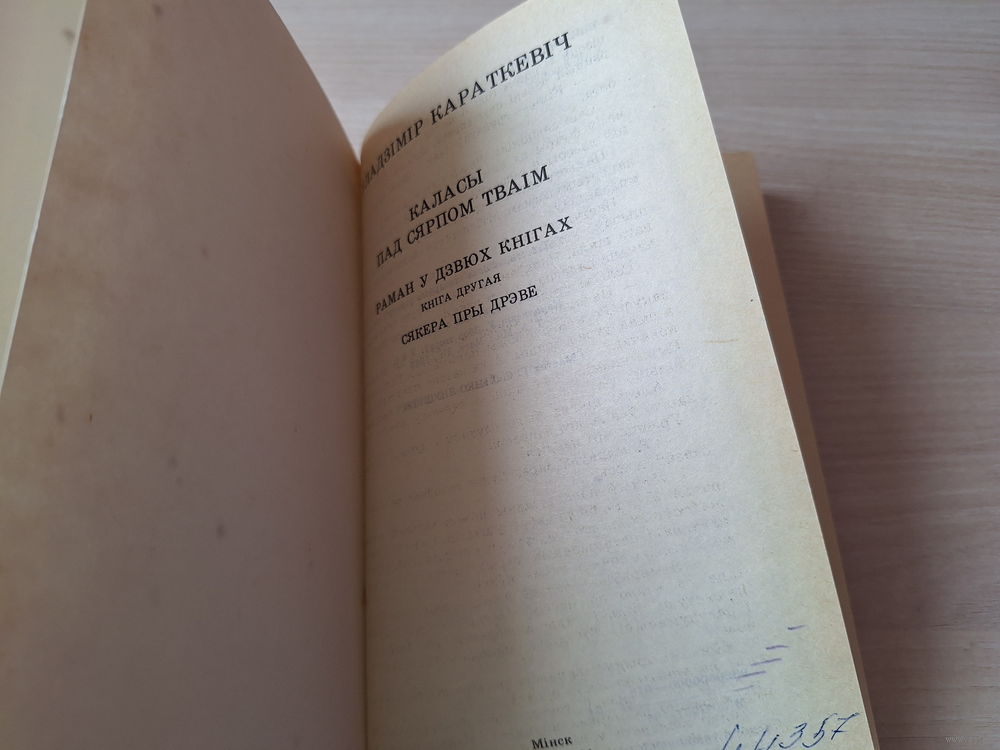 УЛАДЗІМІР КАРАТКЕВІЧ
КАЛАСЫ
ПАД СЯРПОМ ТВАІМ
РАМАН У ДЗВЮХ КНІГАХ
КНІГА ДРУГАЯ
СЯКЕРА ПРЫ ДРЭВЕ
Мінск